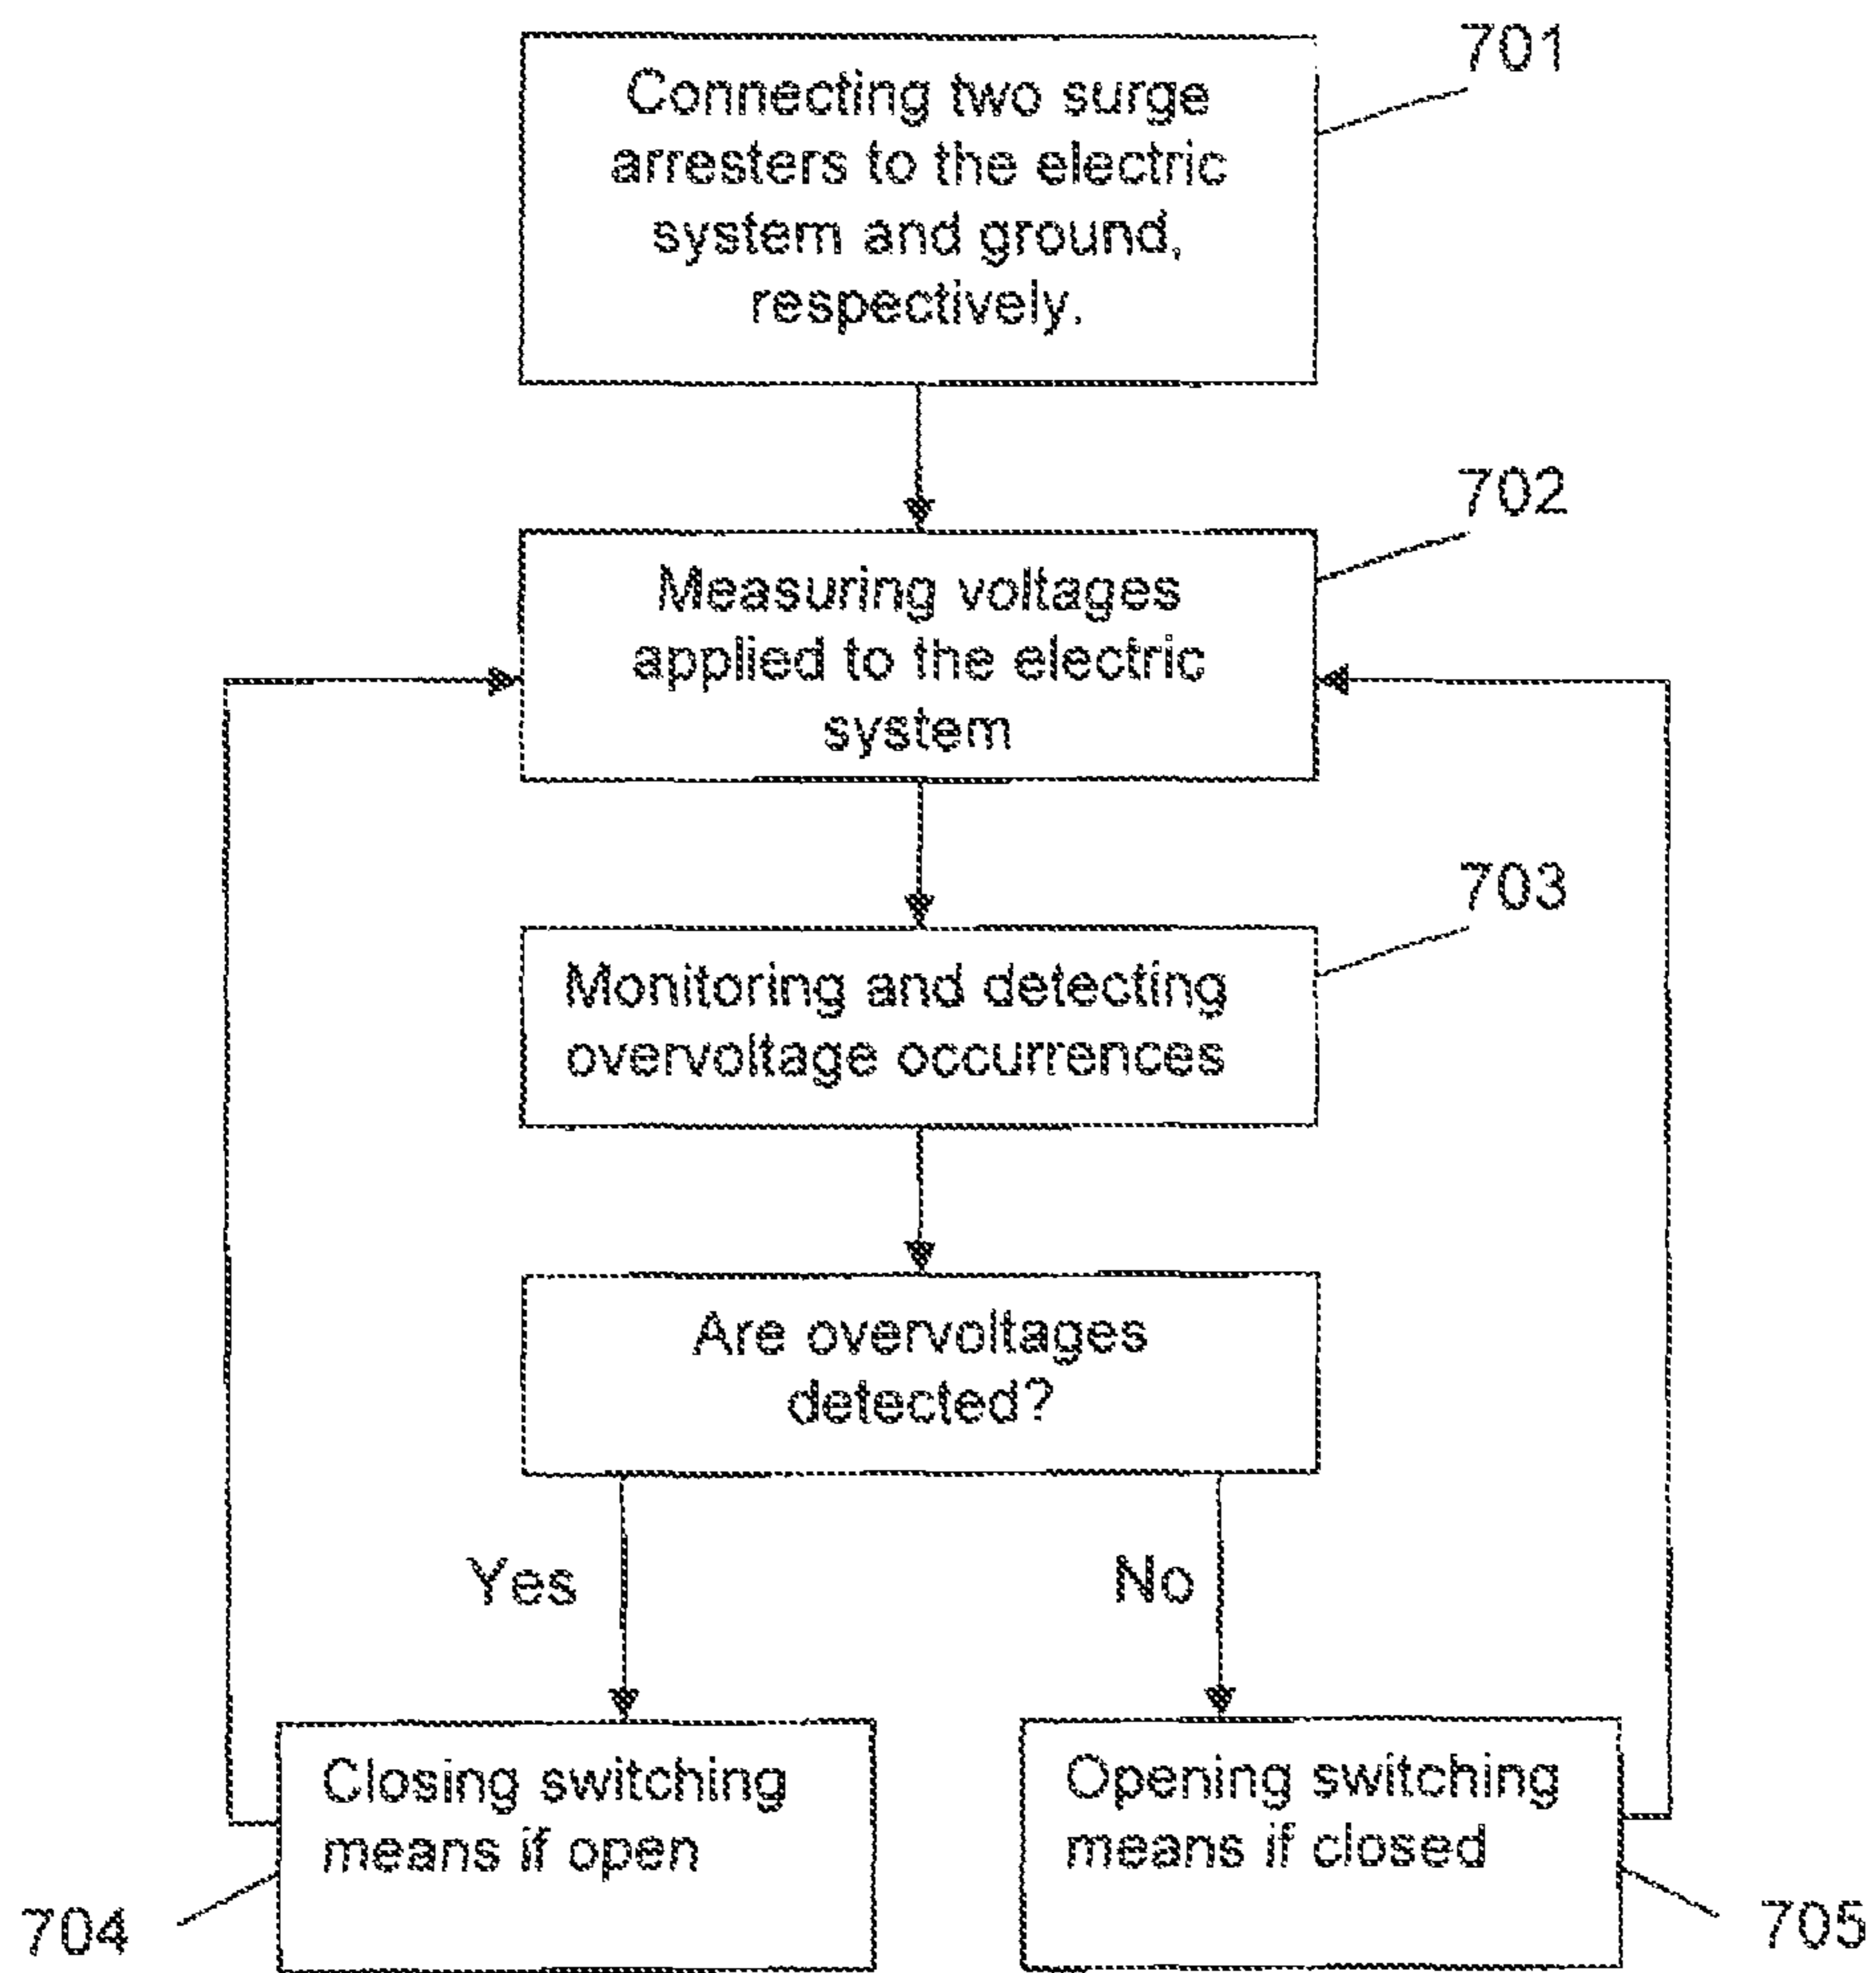 701
Connecting two surge
arresters to the electric
system and ground,
respectively.
702
Measuring voltages
applied to the electric
system
703
Monitoring and detecting
overvoltage occurrences
Are overvoltages
detected?
Yes
No
Closing switching
means if open
Opening switching
means if closed
704
705